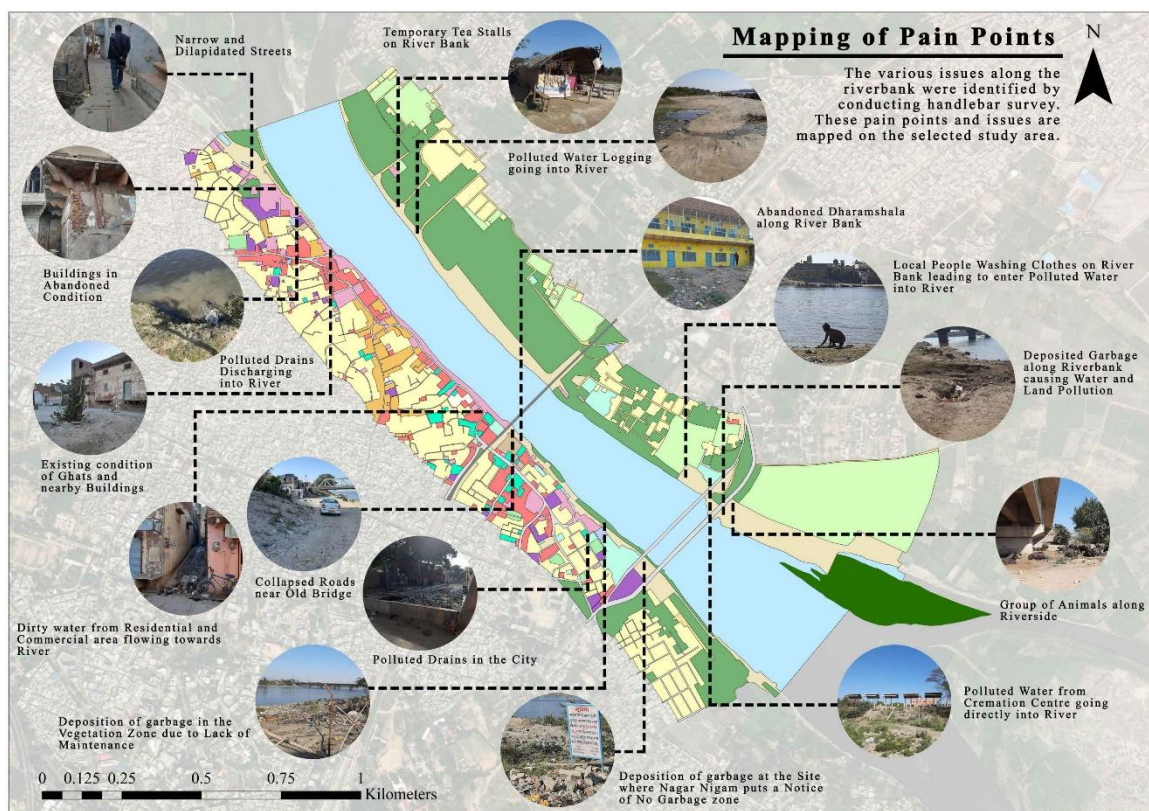 Mapping of Pain Points
N
The various issues along the
riverbank were identified by
conducting handlebar survey.
These pain points and issues are
mapped on the selected study area.
Narrow and
Dilapidated Streets
Temporary Tea Stalls
on River Bank
Polluted Water Logging
going into River
Abandoned Dharamshala
along River Bank
Buildings in
Abandoned
Condition
Local People Washing Clothes on River
Bank leading to enter Polluted Water
into River
Polluted Drains
Discharging
into River
Deposited Garbage
along Riverbank
causing Water and
Land Pollution
Existing condition
of Ghats and
nearby Buildings
Collapsed Roads
near Old Bridge
Group of Animals along
Riverside
Dirty water from Residential and
Commercial area flowing towards
River
Polluted Drains in the City
Polluted Water from
Cremation Centre going
directly into River
Deposition of garbage in the
Vegetation Zone due to Lack of
Maintenance
Deposition of garbage at the Site
where Nagar Nigam puts a Notice
of No Garbage zone
0 0.125 0.25 0.5 0.75 1
Kilometers